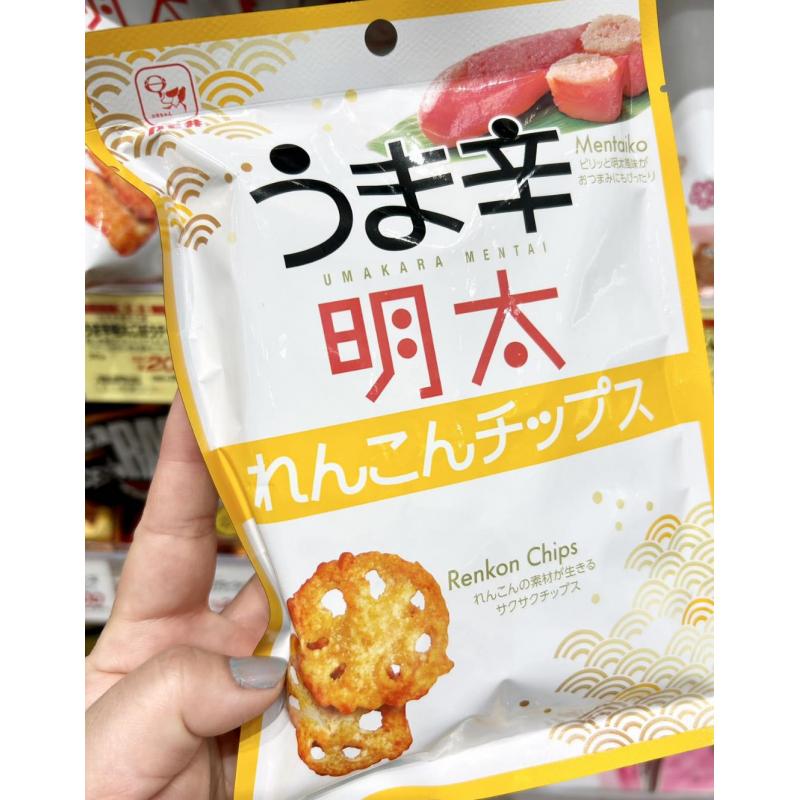 うま辛
UMAKARA MENTAI
明太
れんこんチップス
Mentaiko
ピリッと明太風味が
おつまみにもぴったり
Renkon Chips
れんこんの素材が生きる
サクサクチップス